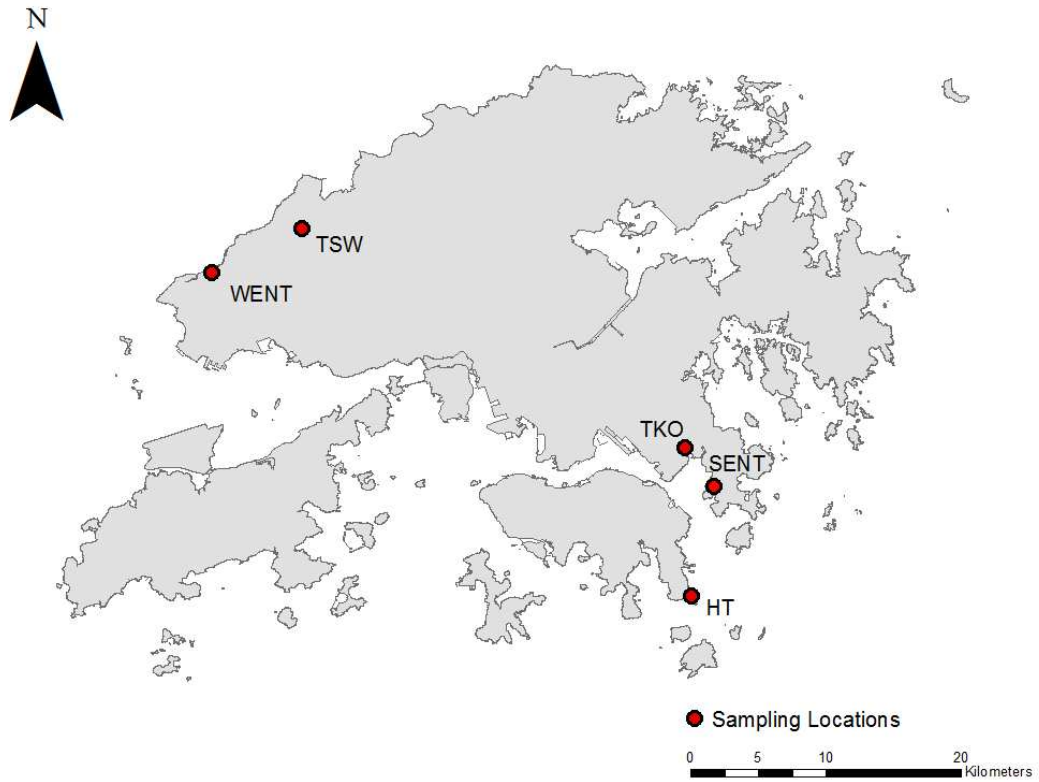 N
TSW
WENT
TKO
SENT
HT
Sampling Locations
0 5 10 20
Kilometers